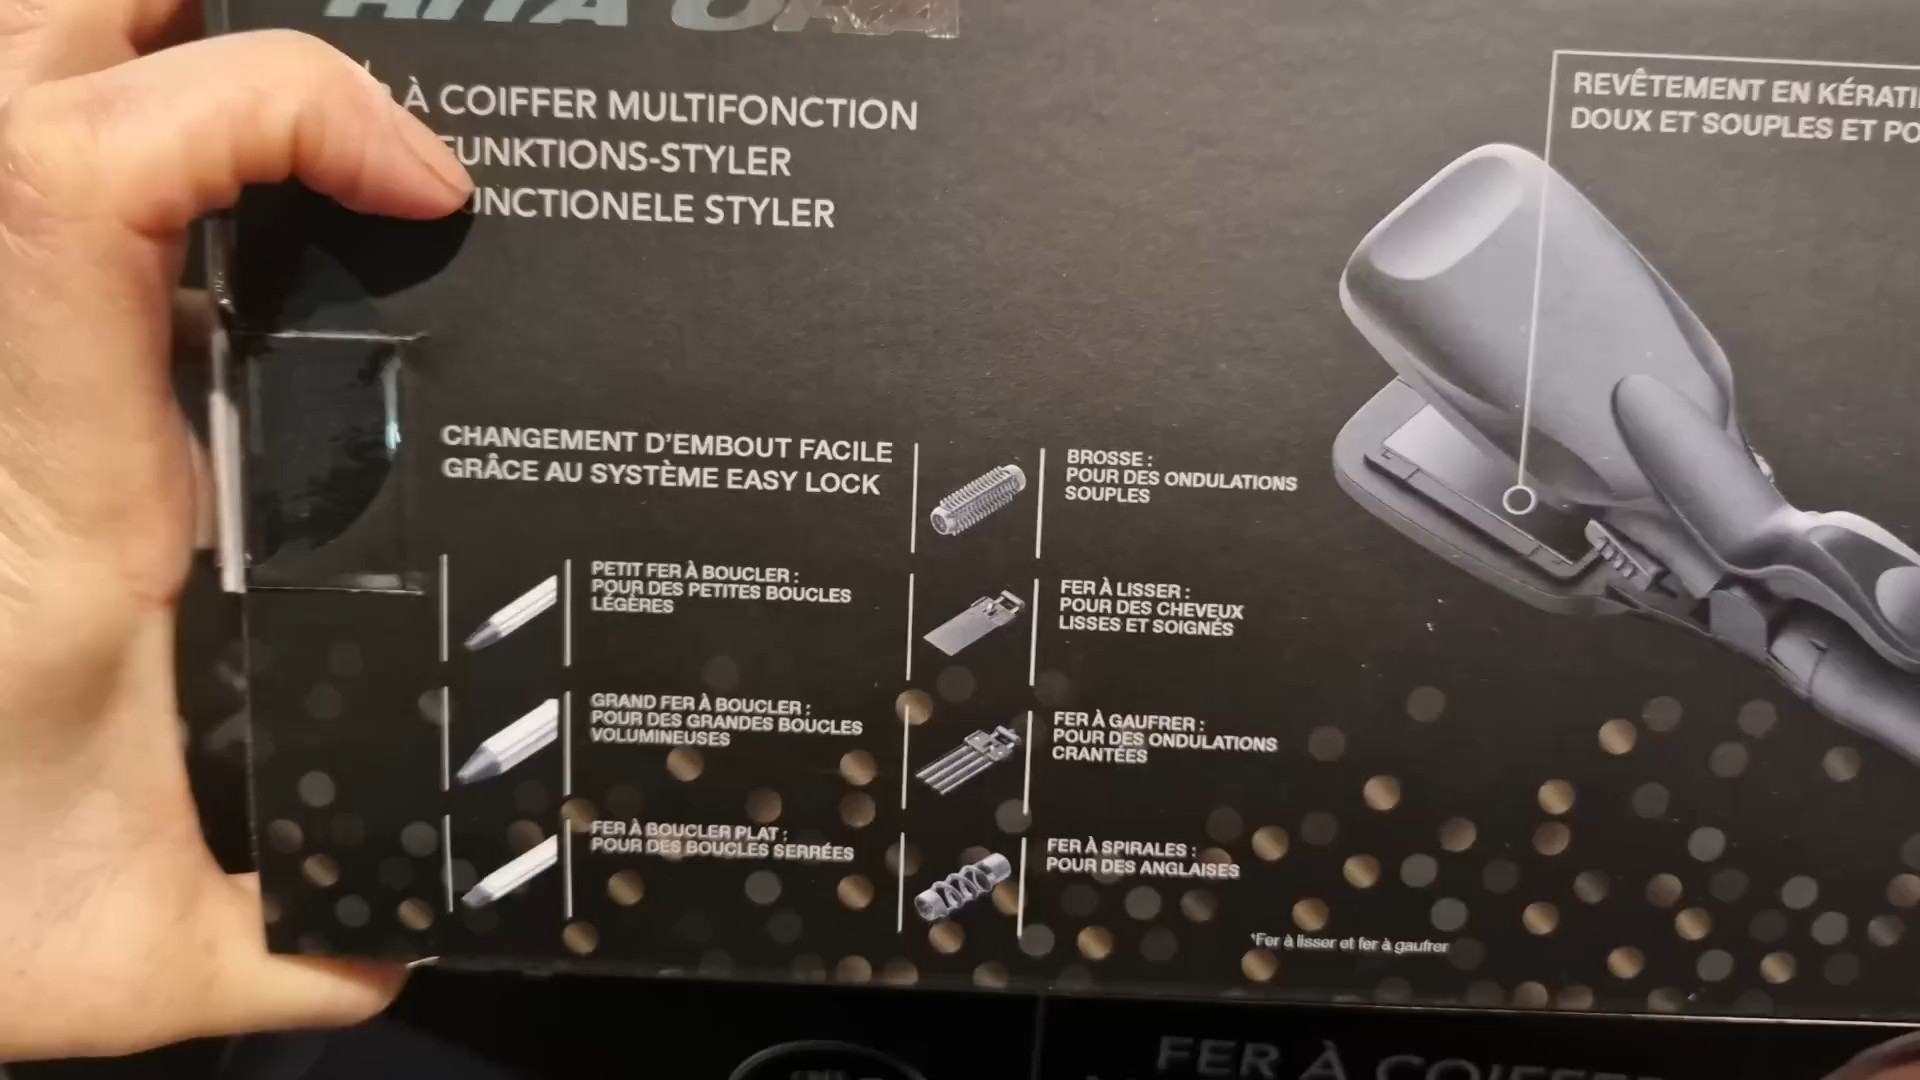 À COIFFER MULTIFONCTION
FUNKTIONS-STYLER
UNCTIONELE STYLER
REVÊTEMENT EN
DOUX ET SOUPLES ET
CHANGEMENT D'EMBOUT FACILE
GRÂCE AU SYSTÈME EASY LOCK
PETIT FER À BOUCLER :
POUR DES PETITES BOUCLES
LÉGÈRES
GRAND FER À BOUCLER :
POUR DES GRANDES BOUCLES
VOLUMINEUSES
FER À BOUCLER PLAT :
POUR DES BOUCLES SERRÉES
BROSSE :
POUR DES ONDULATIONS
SOUPLES
FER À LISSER :
POUR DES CHEVEUX
LISSES ET SOIGNÉS
FER À GAUFRER :
POUR DES ONDULATIONS
CRANTÉES
FER À SPIRALES :
POUR DES ANGLAISES
*Fer à lisser et fer à gaufrer
FER À